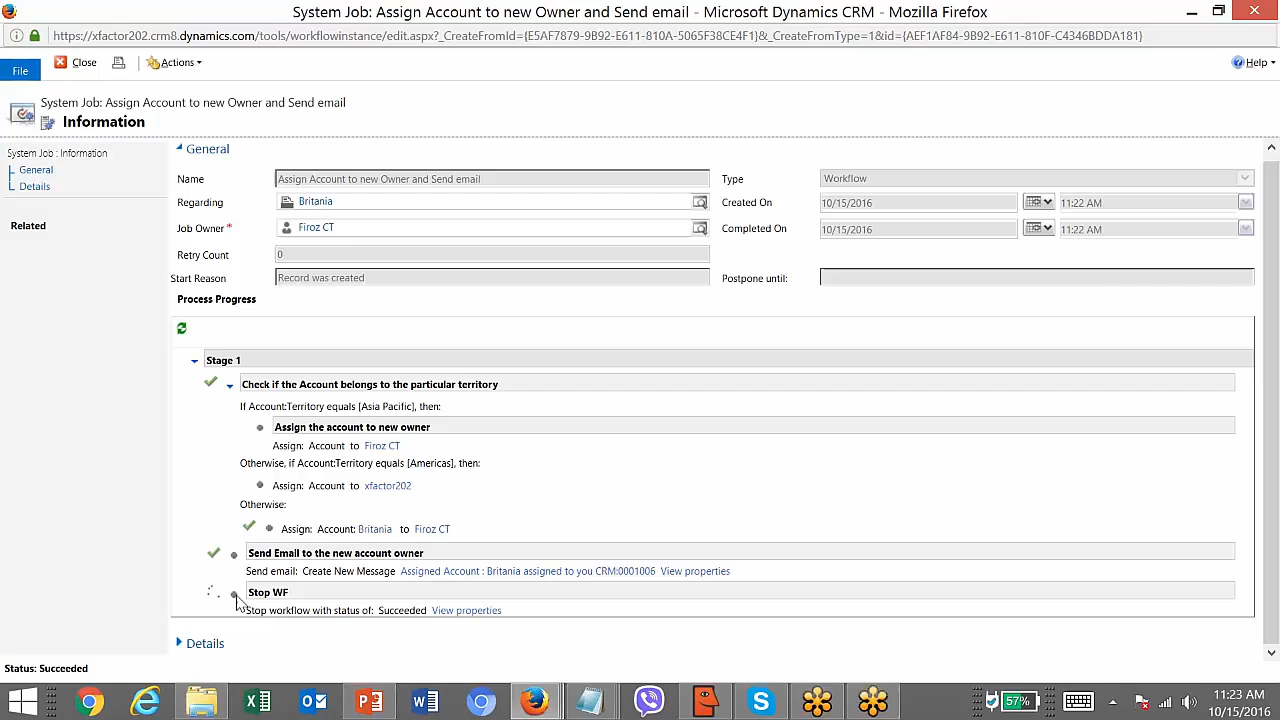 System Job: Assign Account to new Owner and Send email - Microsoft Dynamics CRM - Mozilla Firefox
https://xfactor202.crm8.dynamics.com/tools/workflowinstance/edit.aspx?_CreateFromId={E5AF7879-9B92-E611-810A-5065F38CE4F1}&_CreateFromType=1&id={AEF1AF84-9B92-E611-810F-C4346BDDA181}
File Close Actions Help
System Job: Assign Account to new Owner and Send email
Information
System Job : Information
General
Details
Related
General
Name Assign Account to new Owner and Send email Type Workflow
Regarding Britania Created On 10/15/2016 11:22 AM
Job Owner * Firoz CT Completed On 10/15/2016 11:22 AM
Retry Count 0
Start Reason Record was created Postpone until:
Process Progress
Stage 1
Check if the Account belongs to the particular territory
If Account:Territory equals [Asia Pacific], then:
Assign the account to new owner
Assign: Account to Firoz CT
Otherwise, if Account:Territory equals [Americas], then:
Assign: Account to xfactor202
Otherwise:
Assign: Account: Britania to Firoz CT
Send Email to the new account owner
Send email: Create New Message Assigned Account : Britania assigned to you CRM:0001006 View properties
Stop WF
Stop workflow with status of: Succeeded View properties
Details
Status: Succeeded
57%
11:23 AM
10/15/2016